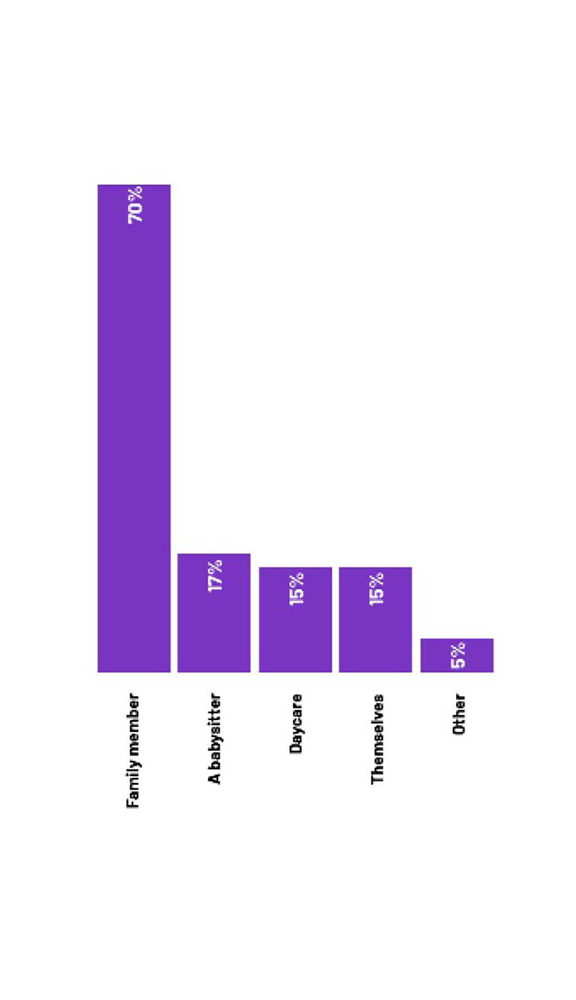 Family member 70%
A babysitter 17%
Daycare 15%
Themselves 15%
Other 5%